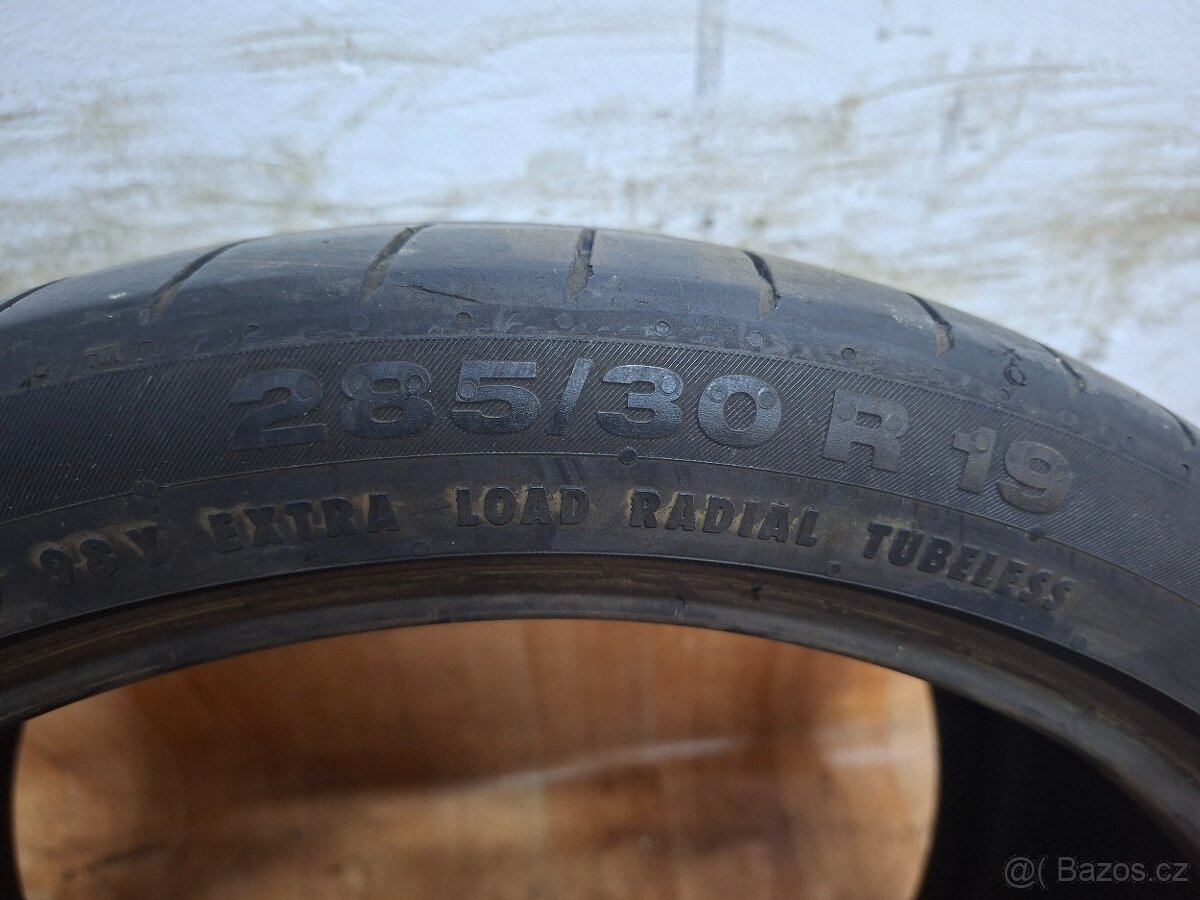 285/30 R 19
98Y EXTRA LOAD RADIAL TUBELESS
@( Bazos.cz